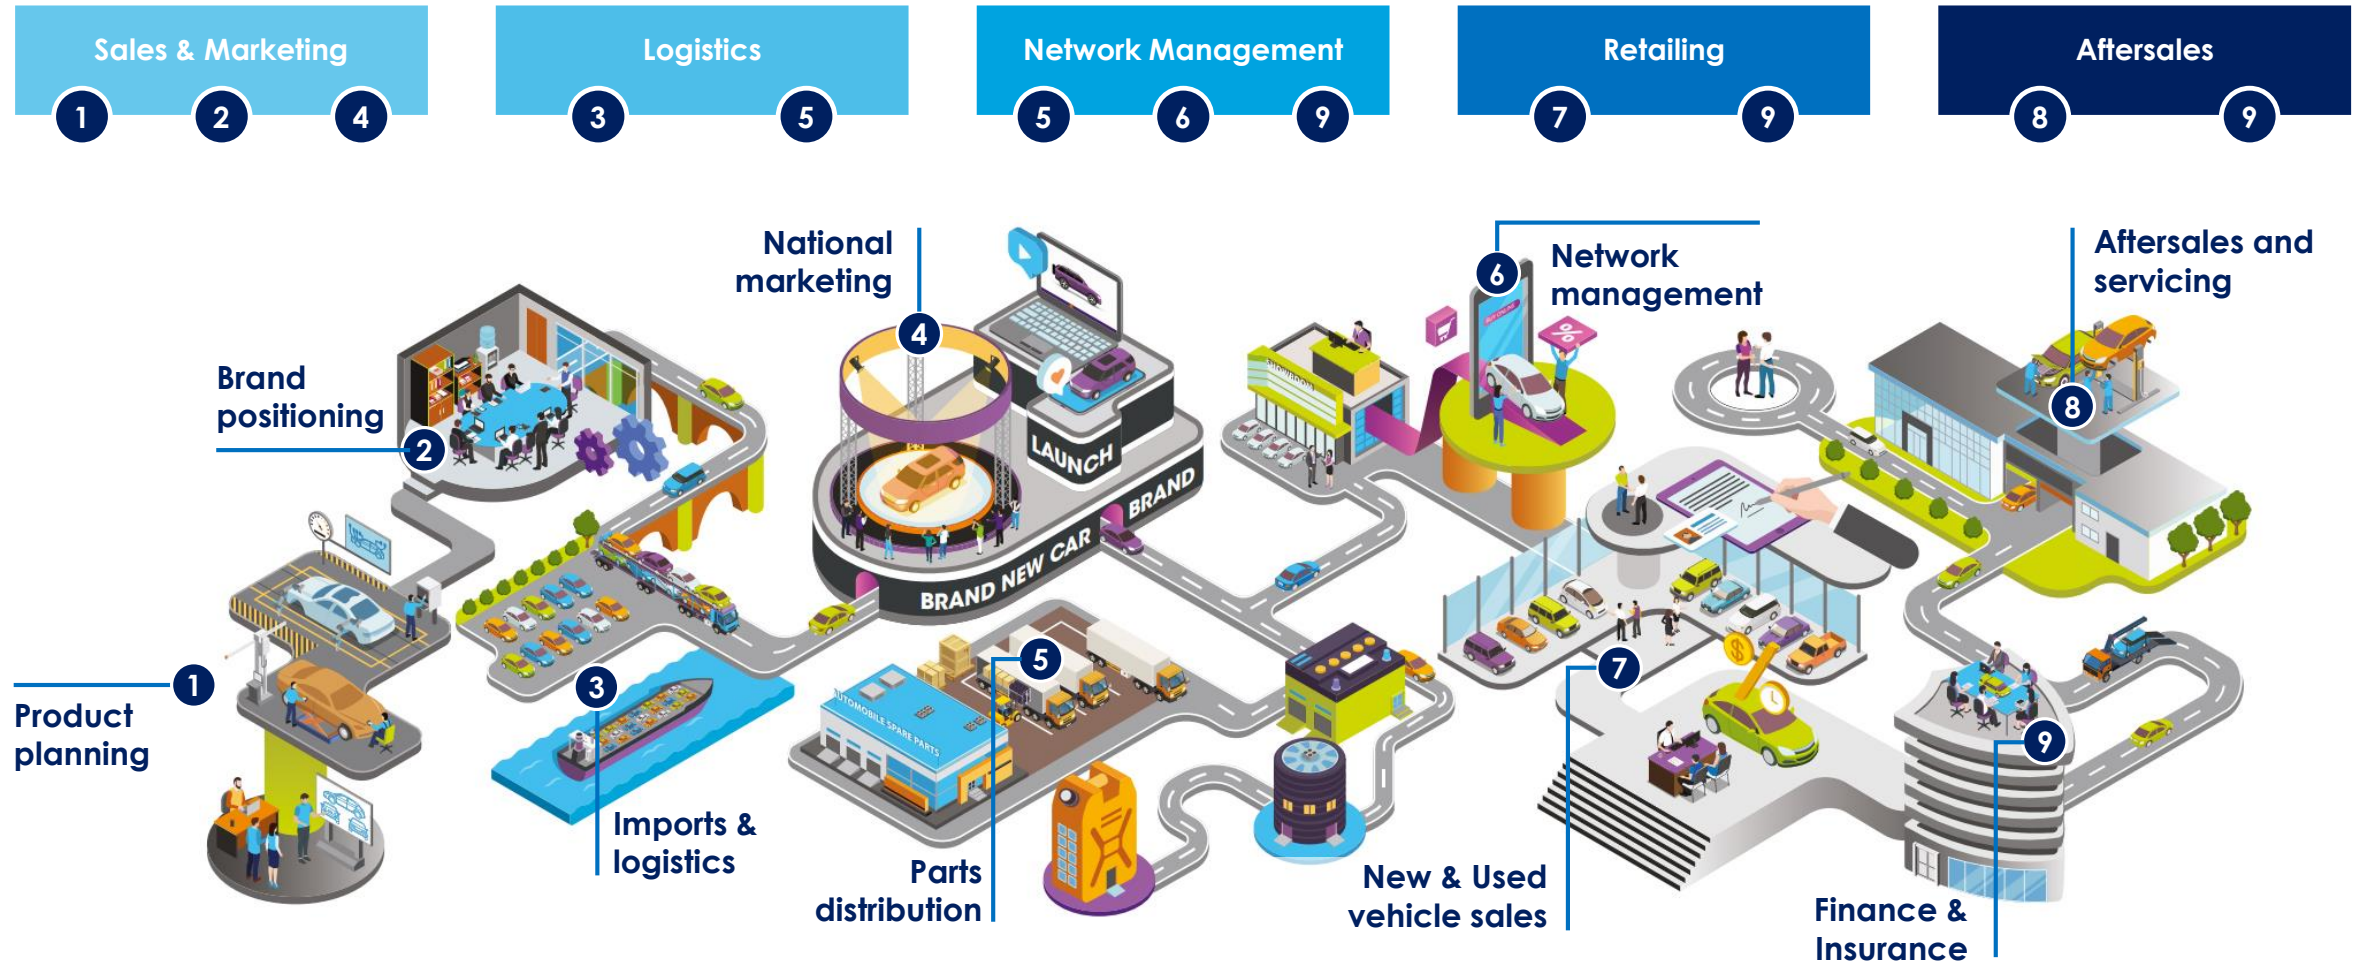 Sales & Marketing
1 2 4
Logistics
3 5
Network Management
5 6 9
Retailing
7 9
Aftersales
8 9
National
marketing
4
6
Network
management
Aftersales and
servicing
8
Brand
positioning
2
SHOWROOM
BUY ONLINE
%
LAUNCH
BRAND
BRAND NEW CAR
1
Product
planning
3
Imports &
logistics
5
AUTOMOBILE SPARE PARTS
Parts
distribution
7
$
New & Used
vehicle sales
9
Finance &
Insurance